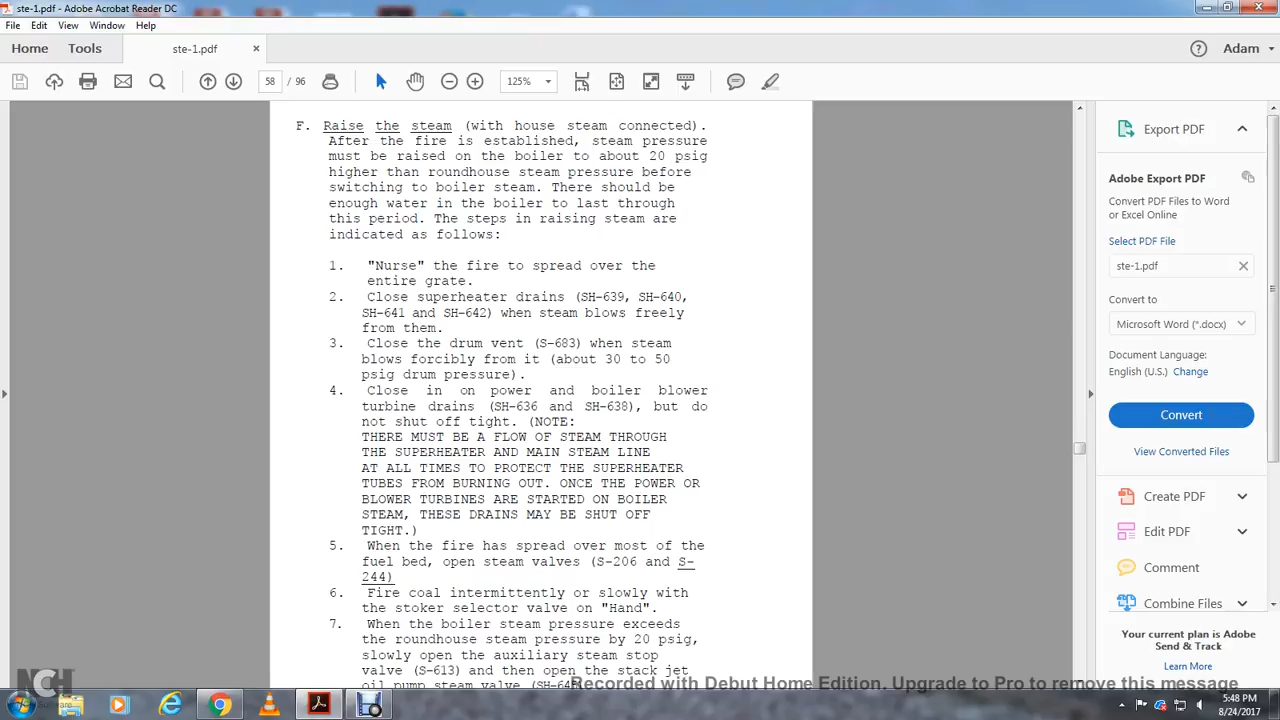 ste-1.pdf - Adobe Acrobat Reader DC
File Edit View Window Help
Home Tools ste-1.pdf × Adam
58 / 96 125%
F. Raise the steam (with house steam connected).
After the fire is established, steam pressure
must be raised on the boiler to about 20 psig
higher than roundhouse steam pressure before
switching to boiler steam. There should be
enough water in the boiler to last through
this period. The steps in raising steam are
indicated as follows:
1. "Nurse" the fire to spread over the
entire grate.
2. Close superheater drains (SH-639, SH-640,
SH-641 and SH-642) when steam blows freely
from them.
3. Close the drum vent (S-683) when steam
blows forcibly from it (about 30 to 50
psig drum pressure).
4. Close in on power and boiler blower
turbine drains (SH-636 and SH-638), but do
not shut off tight. (NOTE:
THERE MUST BE A FLOW OF STEAM THROUGH
THE SUPERHEATER AND MAIN STEAM LINE
AT ALL TIMES TO PROTECT THE SUPERHEATER
TUBES FROM BURNING OUT. ONCE THE POWER OR
BLOWER TURBINES ARE STARTED ON BOILER
STEAM, THESE DRAINS MAY BE SHUT OFF
TIGHT.)
5. When the fire has spread over most of the
fuel bed, open steam valves (S-206 and S-
244)
6. Fire coal intermittently or slowly with
the stoker selector valve on "Hand".
7. When the boiler steam pressure exceeds
the roundhouse steam pressure by 20 psig,
slowly open the auxiliary steam stop
valve (S-613) and then open the stack jet
oil pump steam valve
Export PDF
Adobe Export PDF
Convert PDF Files to Word
or Excel Online
Select PDF File
ste-1.pdf
Convert to
Microsoft Word (*.docx)
Document Language:
English (U.S.) Change
Convert
View Converted Files
Create PDF
Edit PDF
Comment
Combine Files
Your current plan is Adobe
Send & Track
Learn More
NCH
Software
Recorded with Debut Home Edition. Upgrade to Pro to remove this message
5:48 PM
8/24/2017